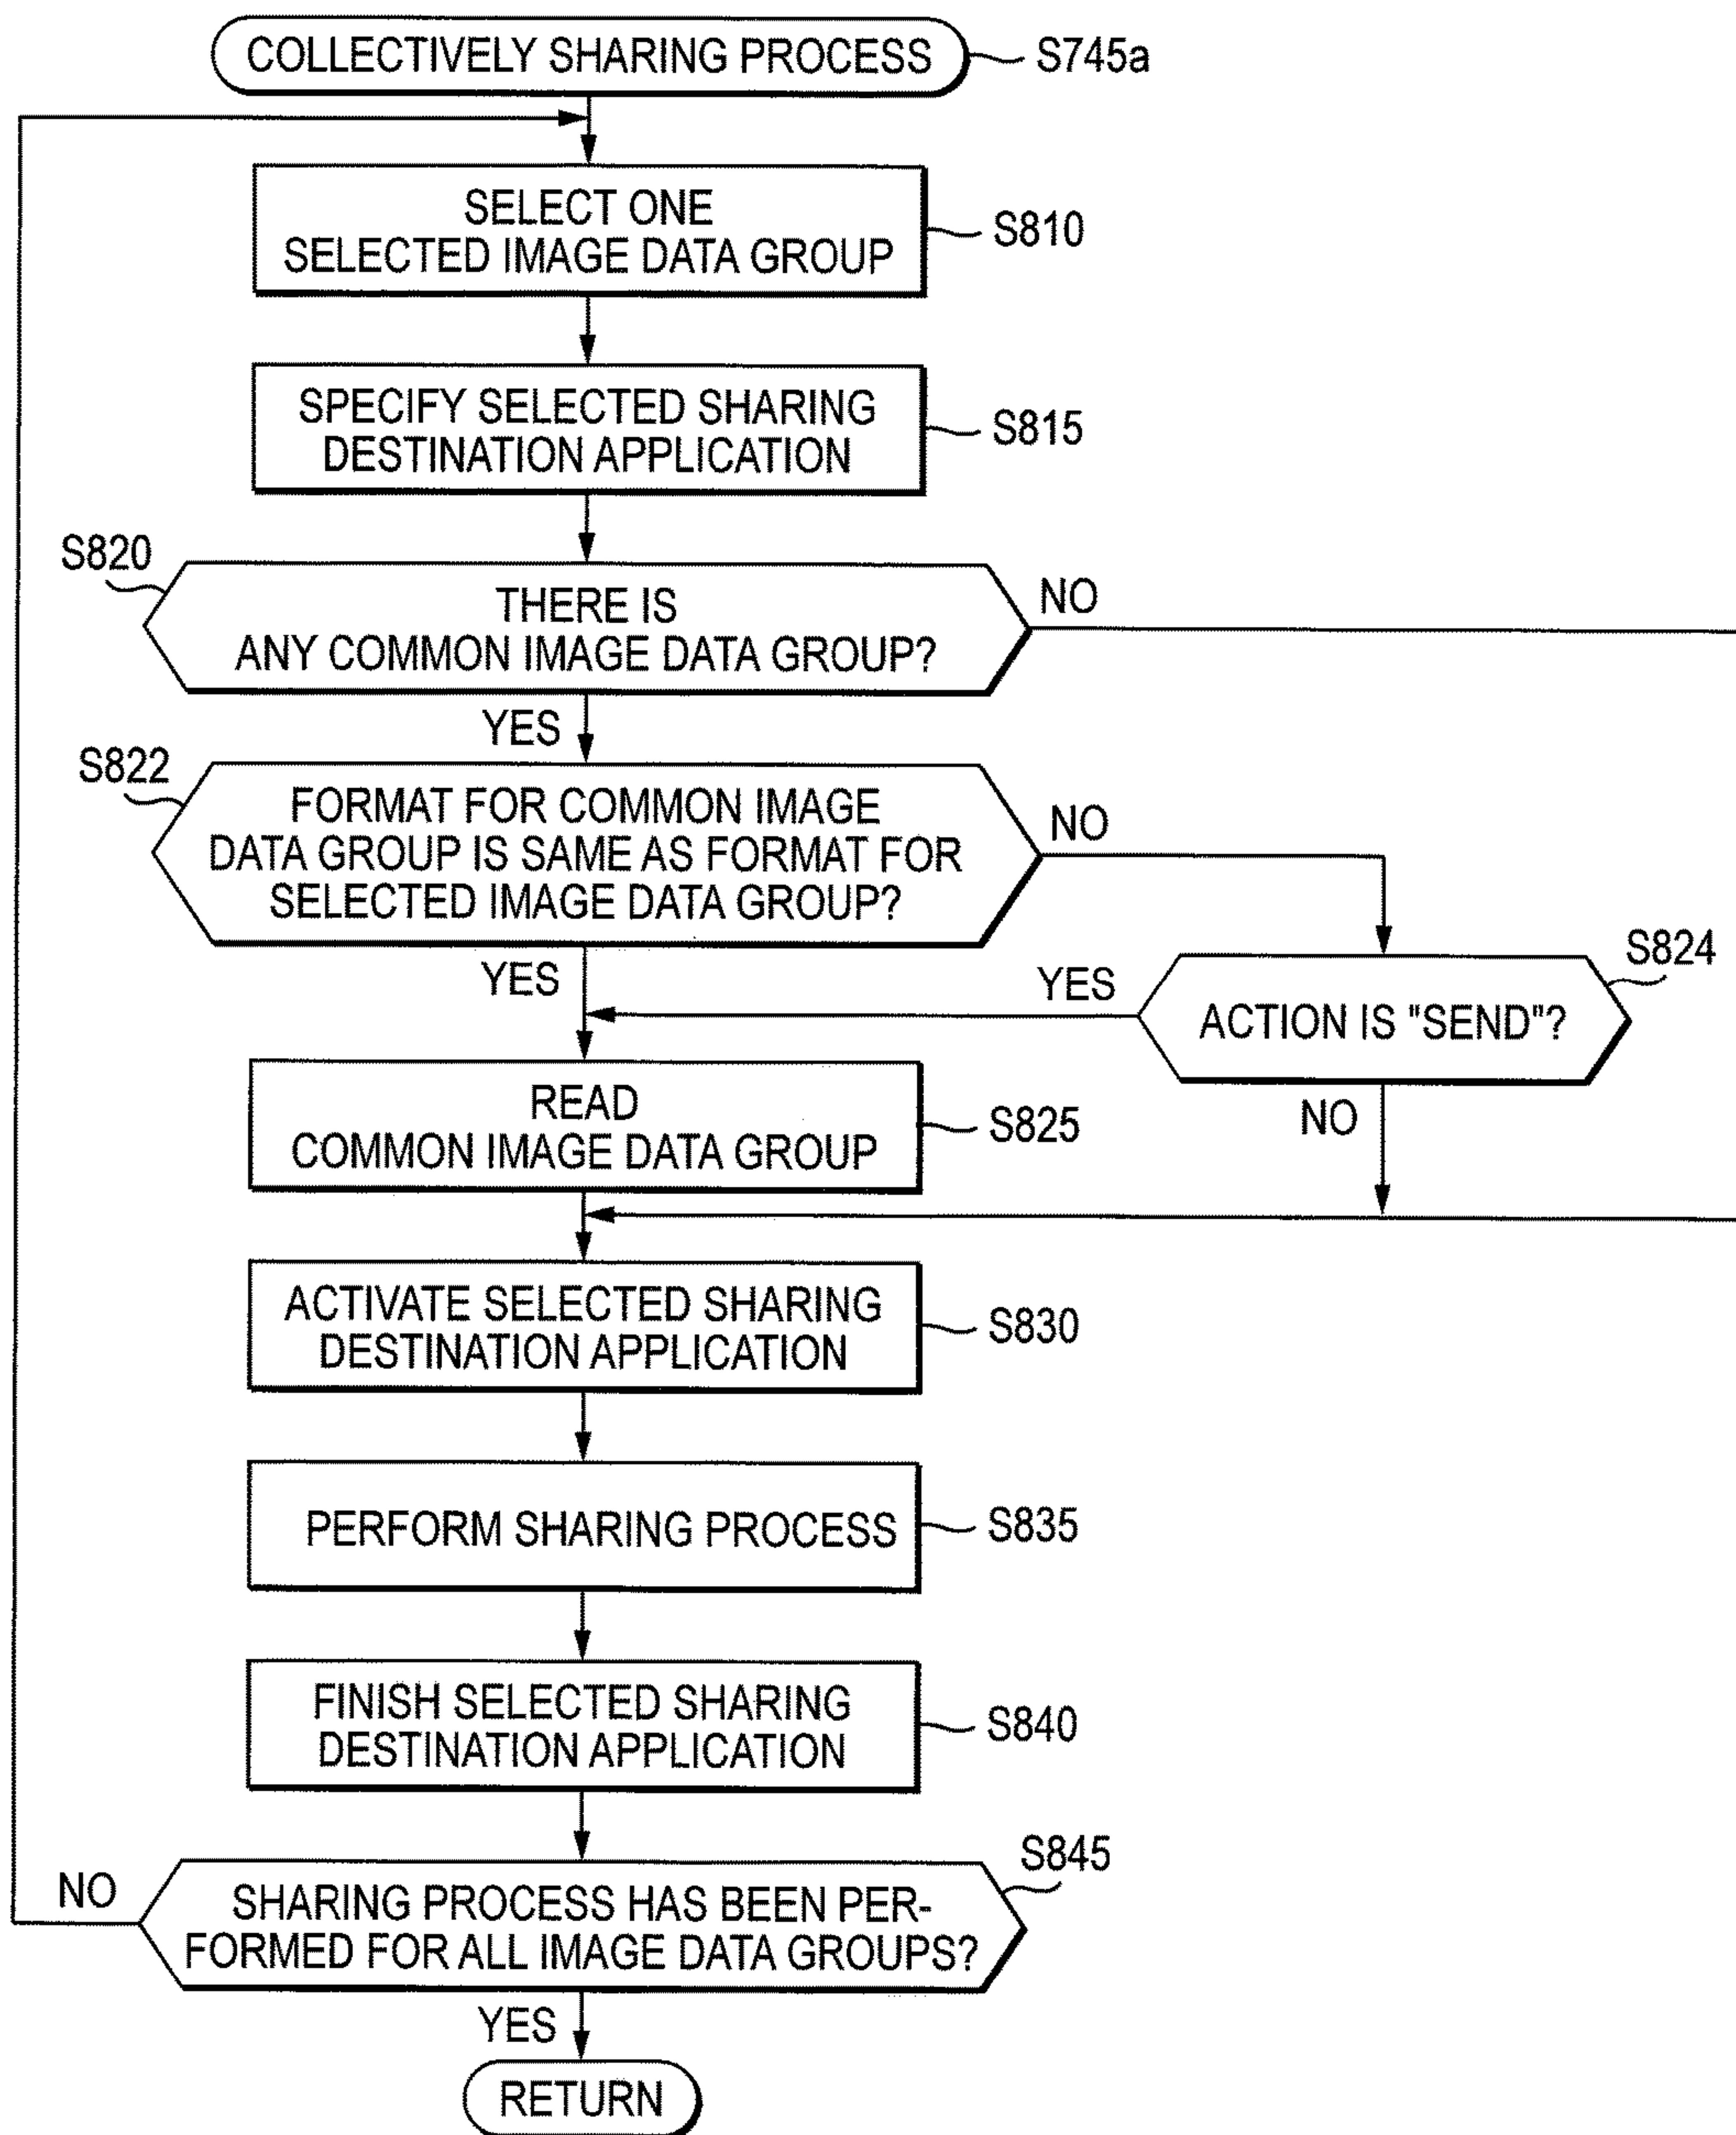 COLLECTIVELY SHARING PROCESS
S745a
SELECT ONE
SELECTED IMAGE DATA GROUP
S810
SPECIFY SELECTED SHARING
DESTINATION APPLICATION
S815
S820
THERE IS
ANY COMMON IMAGE DATA GROUP?
NO
YES
S822
FORMAT FOR COMMON IMAGE
DATA GROUP IS SAME AS FORMAT FOR
SELECTED IMAGE DATA GROUP?
NO
YES
S824
ACTION IS "SEND"?
YES
NO
READ
COMMON IMAGE DATA GROUP
S825
ACTIVATE SELECTED SHARING
DESTINATION APPLICATION
S830
PERFORM SHARING PROCESS
S835
FINISH SELECTED SHARING
DESTINATION APPLICATION
S840
S845
NO
SHARING PROCESS HAS BEEN PER-
FORMED FOR ALL IMAGE DATA GROUPS?
YES
RETURN